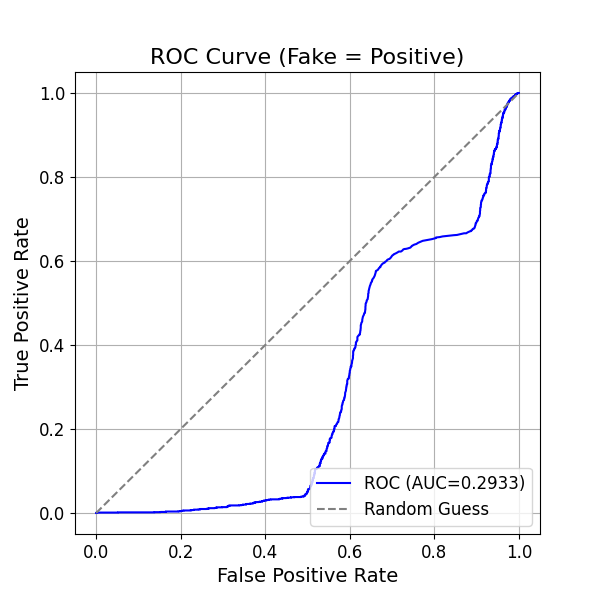 ROC Curve (Fake = Positive)
True Positive Rate
1.0
0.8
0.6
0.4
0.2
0.0
ROC (AUC=0.2933)
Random Guess
0.0 0.2 0.4 0.6 0.8 1.0
False Positive Rate